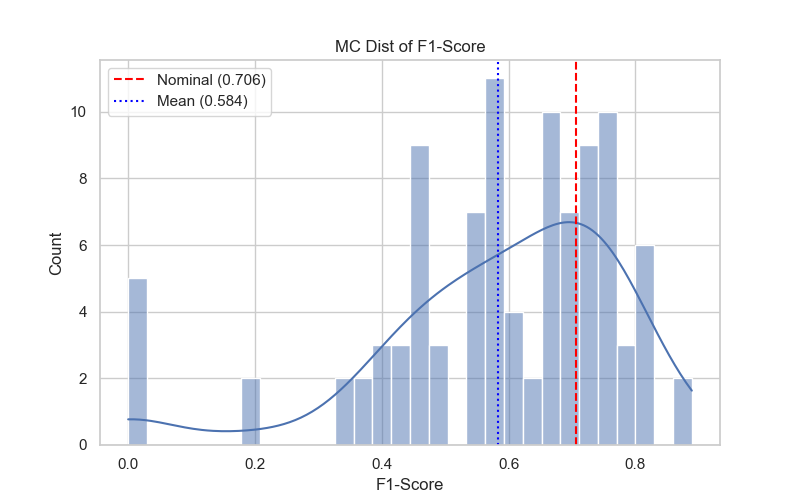 MC Dist of F1-Score
Nominal (0.706)
Mean (0.584)
Count
10
8
6
4
2
0
0.0 0.2 0.4 0.6 0.8
F1-Score